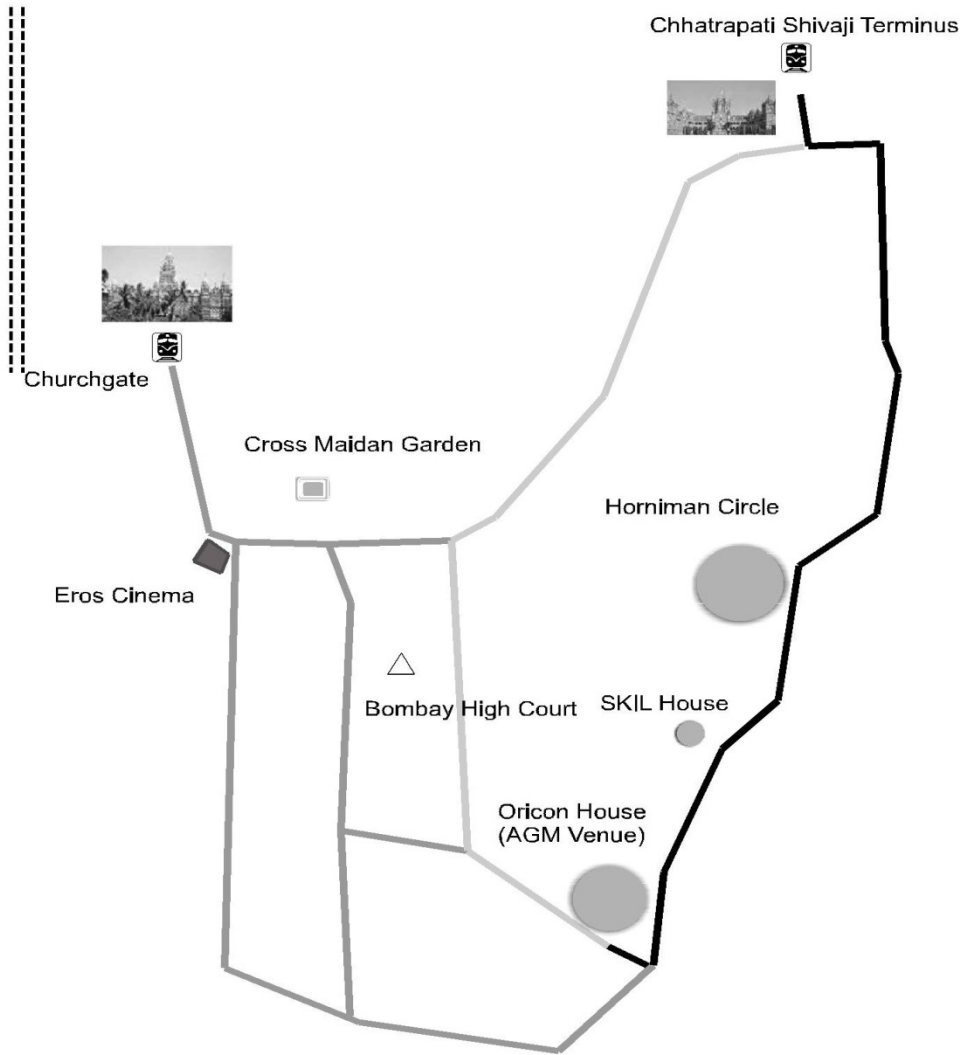 Chhatrapati Shivaji Terminus
Churchgate
Cross Maidan Garden
Horniman Circle
Eros Cinema
Bombay High Court
SK|L House
Oricon House
(AGM Venue)